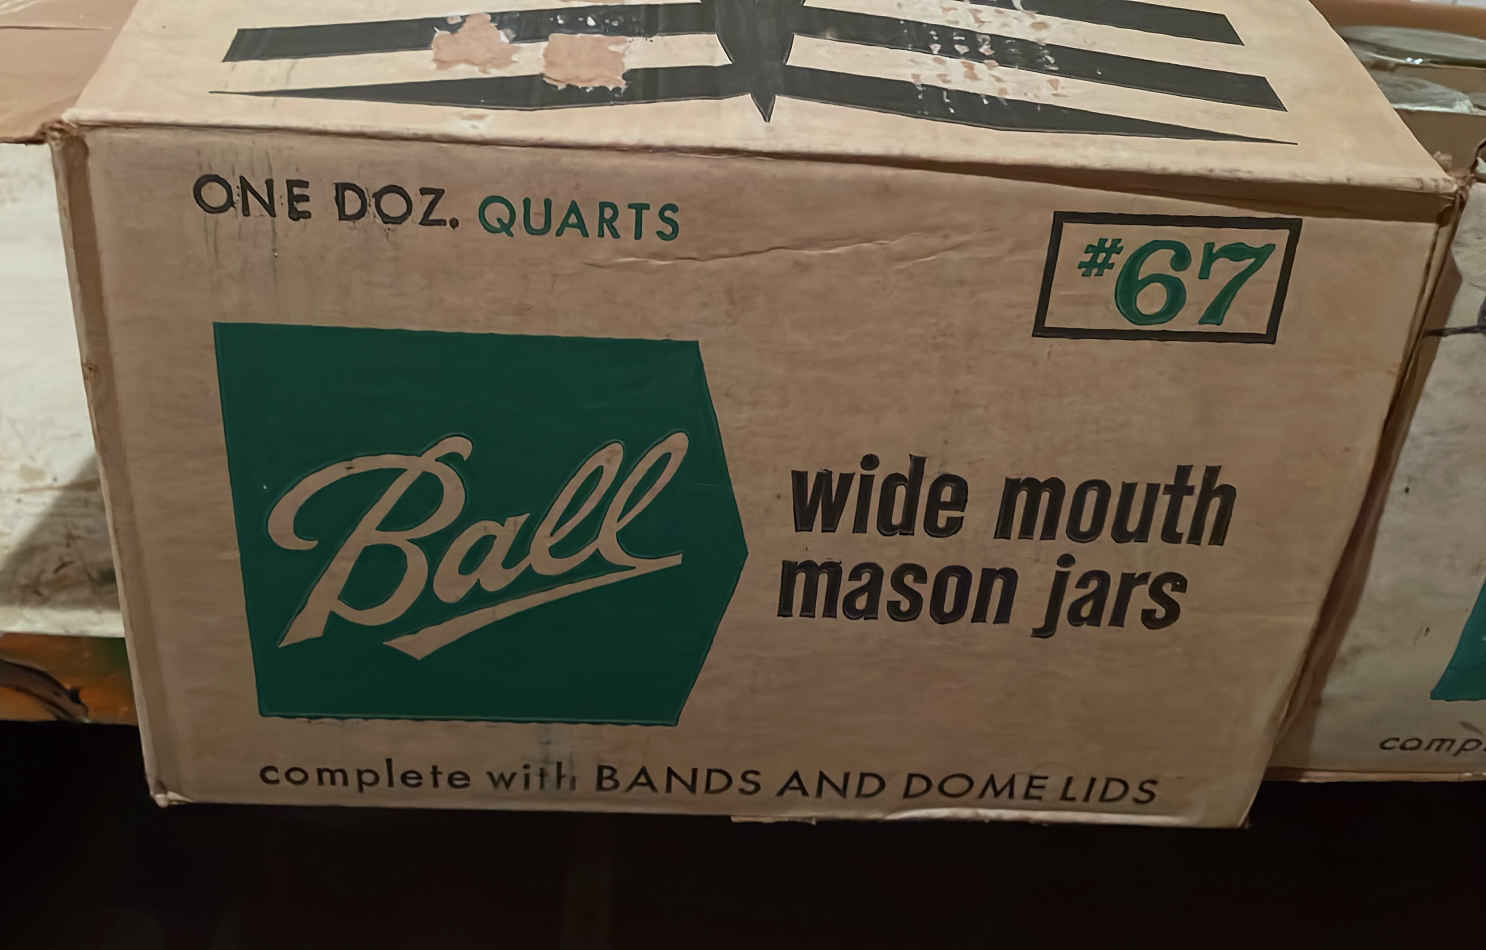 ONE DOZ. QUARTS
#67
Ball
wide mouth
mason jars
complete with BANDS AND DOME LIDS